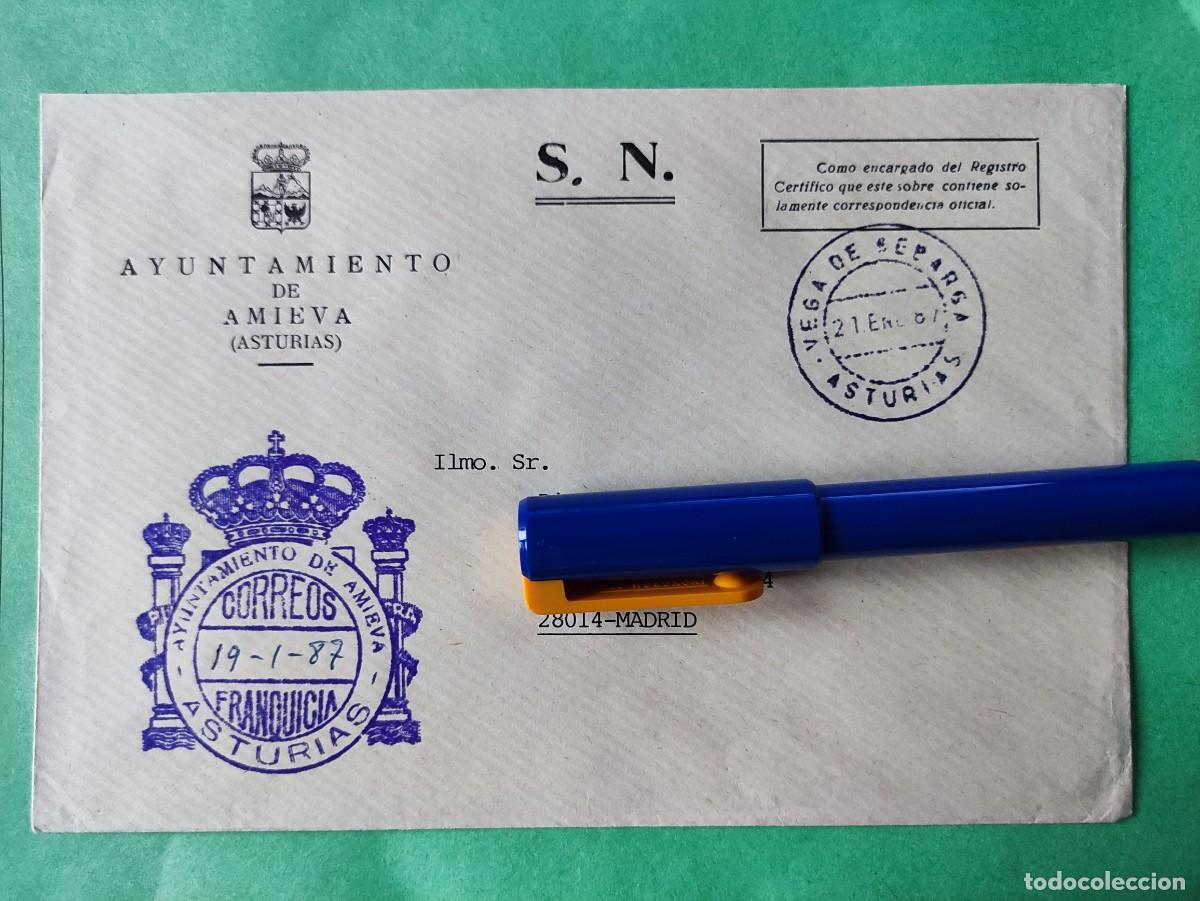 S. N.
Como encargado del Registro
Certifico que este sobre contiene so-
lamente correspondencia oficial.
AYUNTAMIENTO
DE
AMIEVA
(ASTURIAS)
· VEGA DE SEBARGA ·
21.ENE 87
ASTURIAS
Ilmo. Sr.
28014-MADRID
- AYUNTAMIENTO DE AMIEVA -
CORREOS
19-1-87
FRANQUICIA
ASTURIAS
todocoleccion